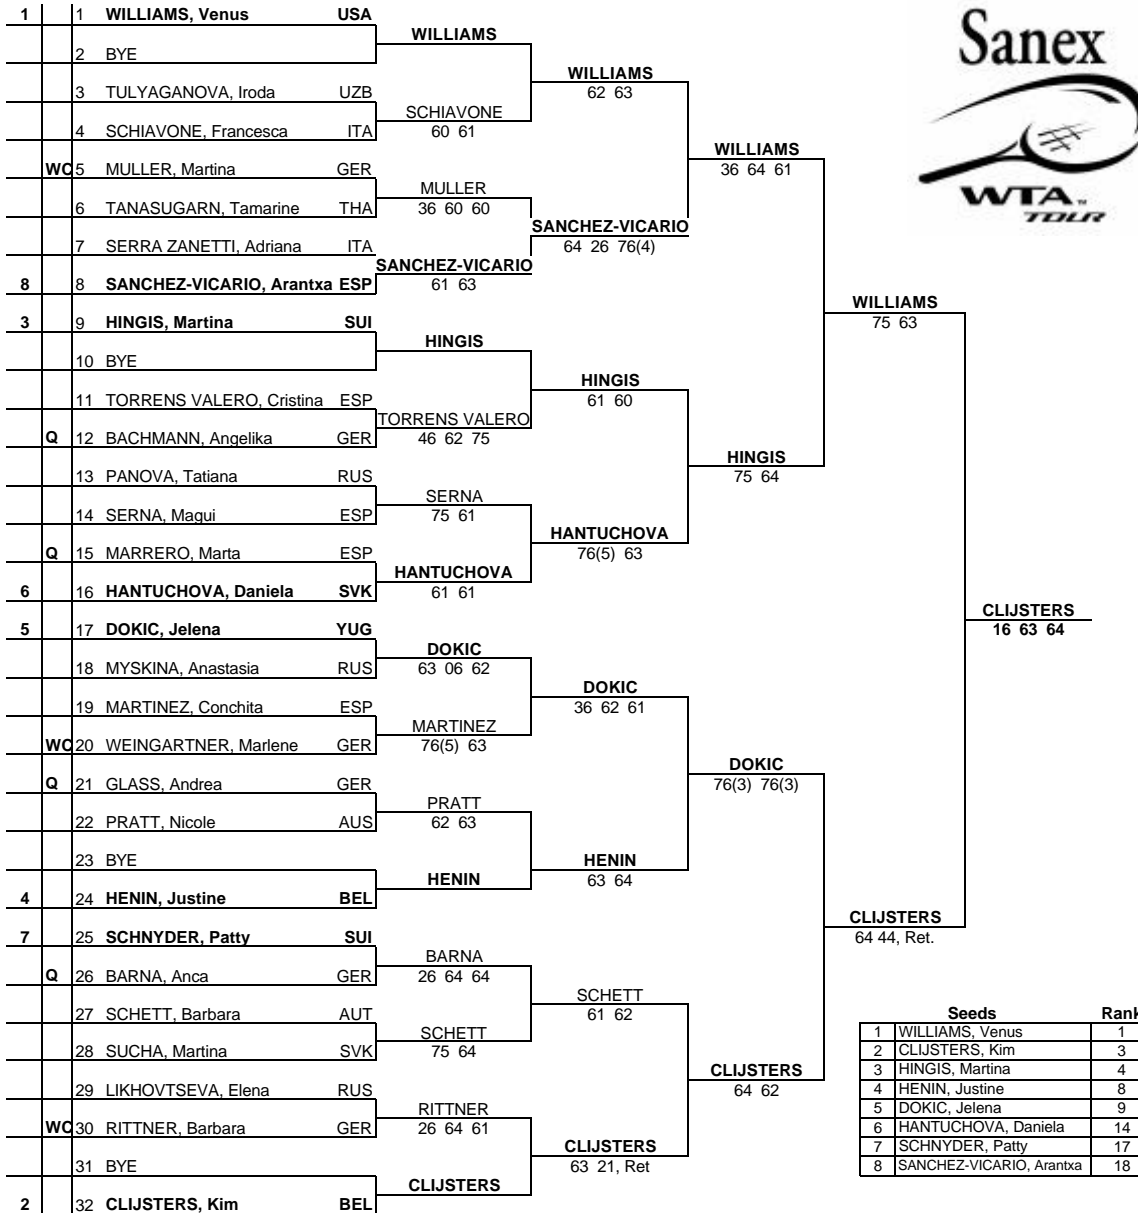 Sanex
WTA TM
TOUR
1 1 WILLIAMS, Venus USA
WILLIAMS
2 BYE
WILLIAMS
62 63
3 TULYAGANOVA, Iroda UZB
SCHIAVONE
60 61
4 SCHIAVONE, Francesca ITA
WILLIAMS
36 64 61
WC 5 MULLER, Martina GER
MULLER
36 60 60
6 TANASUGARN, Tamarine THA
SANCHEZ-VICARIO
64 26 76(4)
7 SERRA ZANETTI, Adriana ITA
SANCHEZ-VICARIO
61 63
8 8 SANCHEZ-VICARIO, Arantxa ESP
WILLIAMS
75 63
3 9 HINGIS, Martina SUI
HINGIS
10 BYE
HINGIS
61 60
11 TORRENS VALERO, Cristina ESP
TORRENS VALERO
46 62 75
Q 12 BACHMANN, Angelika GER
HINGIS
75 64
13 PANOVA, Tatiana RUS
SERNA
75 61
14 SERNA, Magui ESP
HANTUCHOVA
76(5) 63
Q 15 MARRERO, Marta ESP
HANTUCHOVA
61 61
6 16 HANTUCHOVA, Daniela SVK
CLIJSTERS
16 63 64
5 17 DOKIC, Jelena YUG
DOKIC
63 06 62
18 MYSKINA, Anastasia RUS
DOKIC
36 62 61
19 MARTINEZ, Conchita ESP
MARTINEZ
76(5) 63
WC 20 WEINGARTNER, Marlene GER
DOKIC
76(3) 76(3)
Q 21 GLASS, Andrea GER
PRATT
62 63
22 PRATT, Nicole AUS
HENIN
63 64
23 BYE
HENIN
4 24 HENIN, Justine BEL
CLIJSTERS
64 44, Ret.
7 25 SCHNYDER, Patty SUI
BARNA
26 64 64
Q 26 BARNA, Anca GER
SCHETT
61 62
27 SCHETT, Barbara AUT
SCHETT
75 64
28 SUCHA, Martina SVK
CLIJSTERS
64 62
29 LIKHOVTSEVA, Elena RUS
RITTNER
26 64 61
WC 30 RITTNER, Barbara GER
CLIJSTERS
63 21, Ret
31 BYE
CLIJSTERS
2 32 CLIJSTERS, Kim BEL
Seeds Rank
1 WILLIAMS, Venus 1
2 CLIJSTERS, Kim 3
3 HINGIS, Martina 4
4 HENIN, Justine 8
5 DOKIC, Jelena 9
6 HANTUCHOVA, Daniela 14
7 SCHNYDER, Patty 17
8 SANCHEZ-VICARIO, Arantxa 18